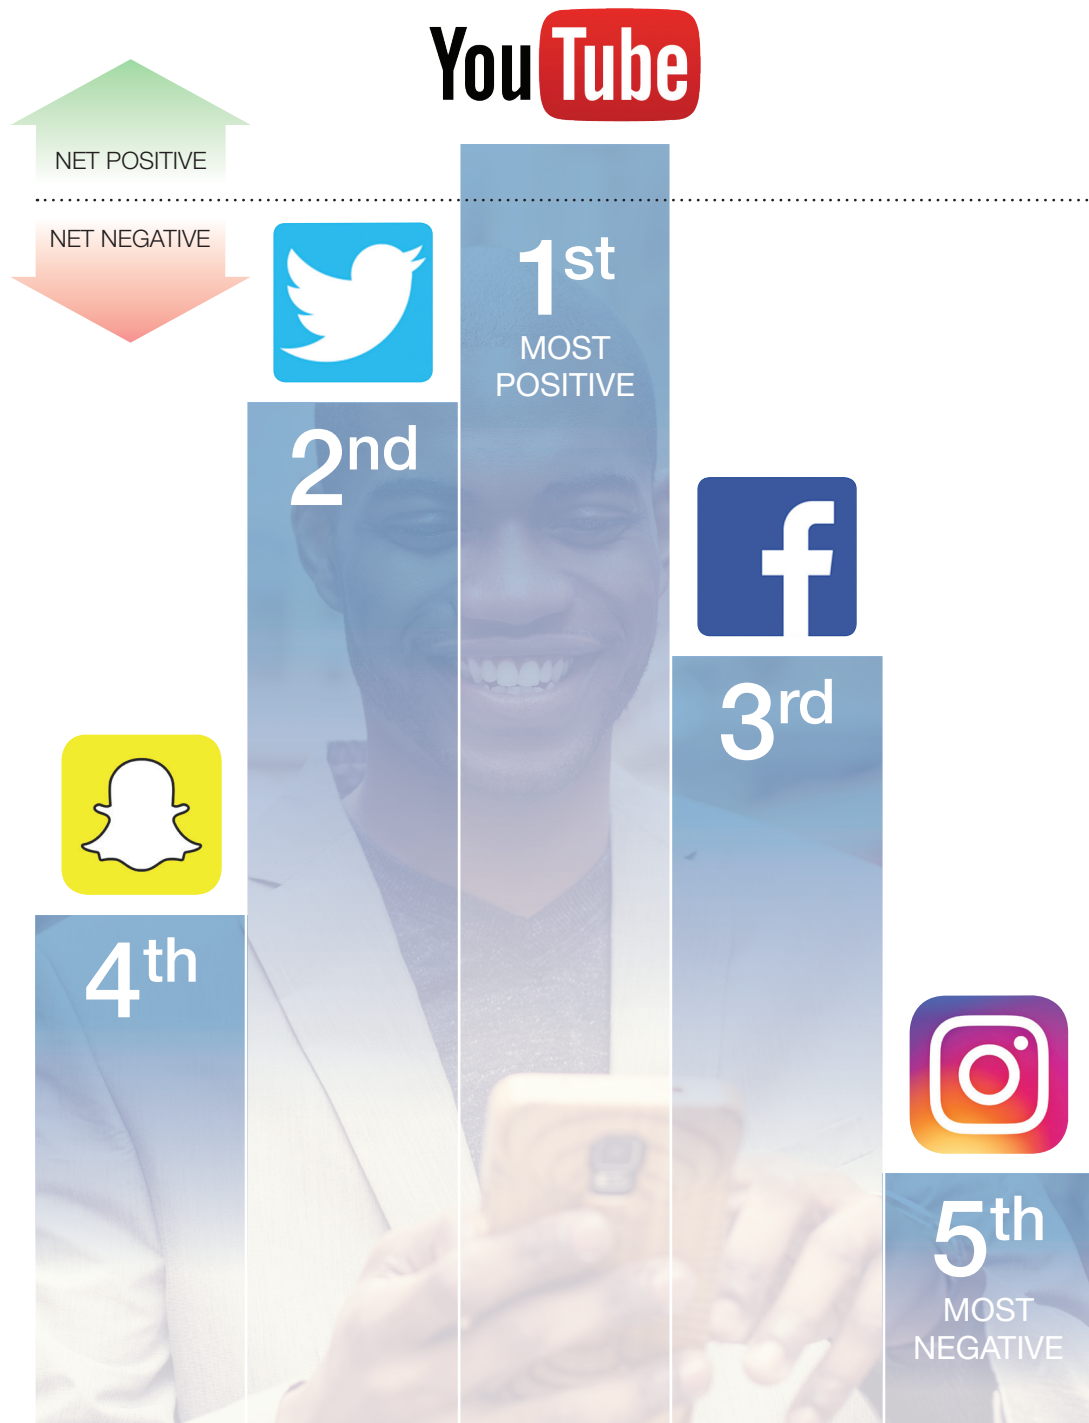 YouTube
NET POSITIVE
NET NEGATIVE
1st
MOST
POSITIVE
2nd
3rd
4th
5th
MOST
NEGATIVE